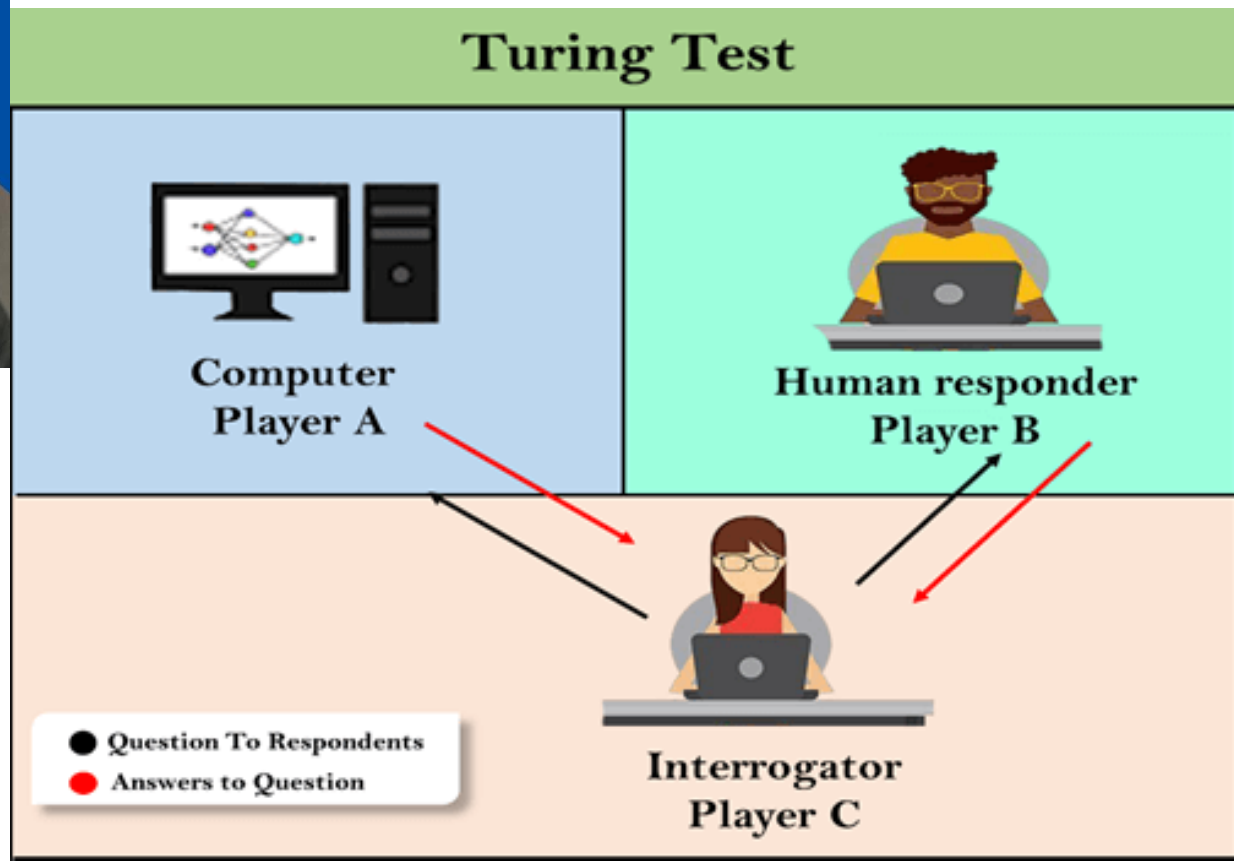 Turing Test
Computer
Player A
Human responder
Player B
Question To Respondents
Answers to Question
Interrogator
Player C